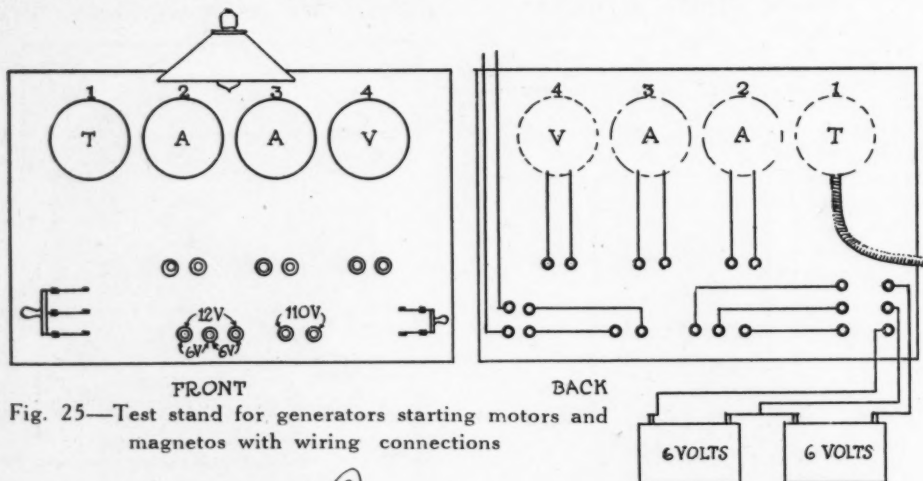 1 2 3 4
T A A V
12V 110V
6V 6V
FRONT
4 3 2 1
V A A T
BACK
6 VOLTS 6 VOLTS
Fig. 25—Test stand for generators starting motors and
magnetos with wiring connections